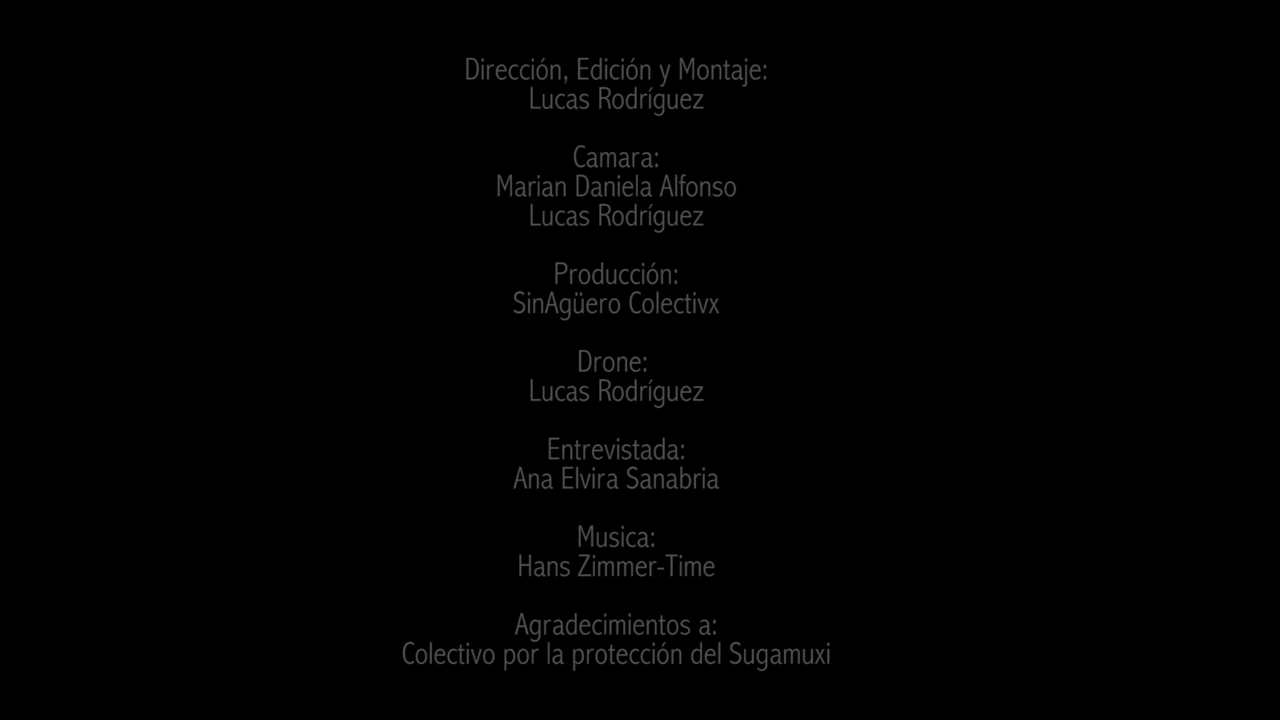 Dirección, Edición y Montaje:
Lucas Rodríguez
Camara:
Marian Daniela Alfonso
Lucas Rodríguez
Producción:
SinAgüero Colectivx
Drone:
Lucas Rodríguez
Entrevistada:
Ana Elvira Sanabria
Musica:
Hans Zimmer-Time
Agradecimientos a:
Colectivo por la protección del Sugamuxi